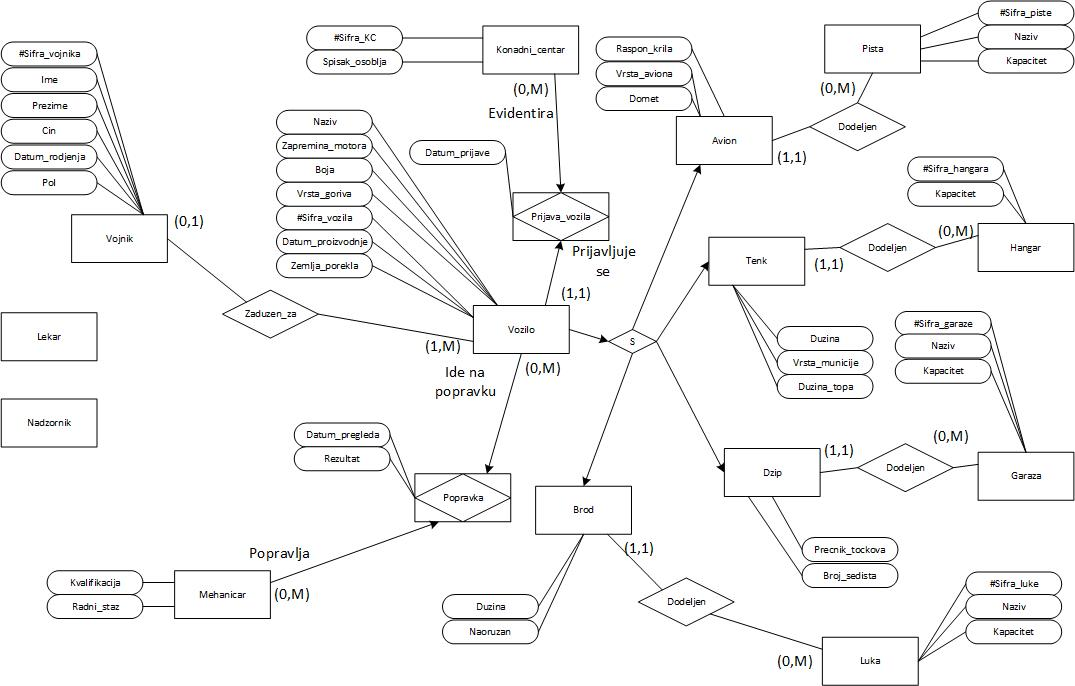 #Sifra_vojnika
Ime
Prezime
Cin
Datum_rodjenja
Pol
Vojnik
(0,1)
Lekar
Nadzornik
Zaduzen_za
#Sifra_KC
Spisak_osoblja
Konadni_centar
(0,M)
Evidentira
Datum_prijave
Prijava_vozila
Prijavljuje
se
(1,1)
Naziv
Zapremina_motora
Boja
Vrsta_goriva
#Sifra_vozila
Datum_proizvodnje
Zemlja_porekla
Vozilo
(1,M)
(0,M)
Ide na
popravku
S
Datum_pregleda
Rezultat
Popravka
Popravlja
Kvalifikacija
Radni_staz
Mehanicar
(0,M)
Raspon_krila
Vrsta_aviona
Domet
Avion
(1,1)
Dodeljen
(0,M)
Pista
#Sifra_piste
Naziv
Kapacitet
Tenk
(1,1)
Dodeljen
(0,M)
Hangar
#Sifra_hangara
Kapacitet
Duzina
Vrsta_municije
Duzina_topa
#Sifra_garaze
Naziv
Kapacitet
Dzip
(1,1)
Dodeljen
(0,M)
Garaza
Precnik_tockova
Broj_sedista
Brod
(1,1)
Duzina
Naoruzan
Dodeljen
(0,M)
Luka
#Sifra_luke
Naziv
Kapacitet